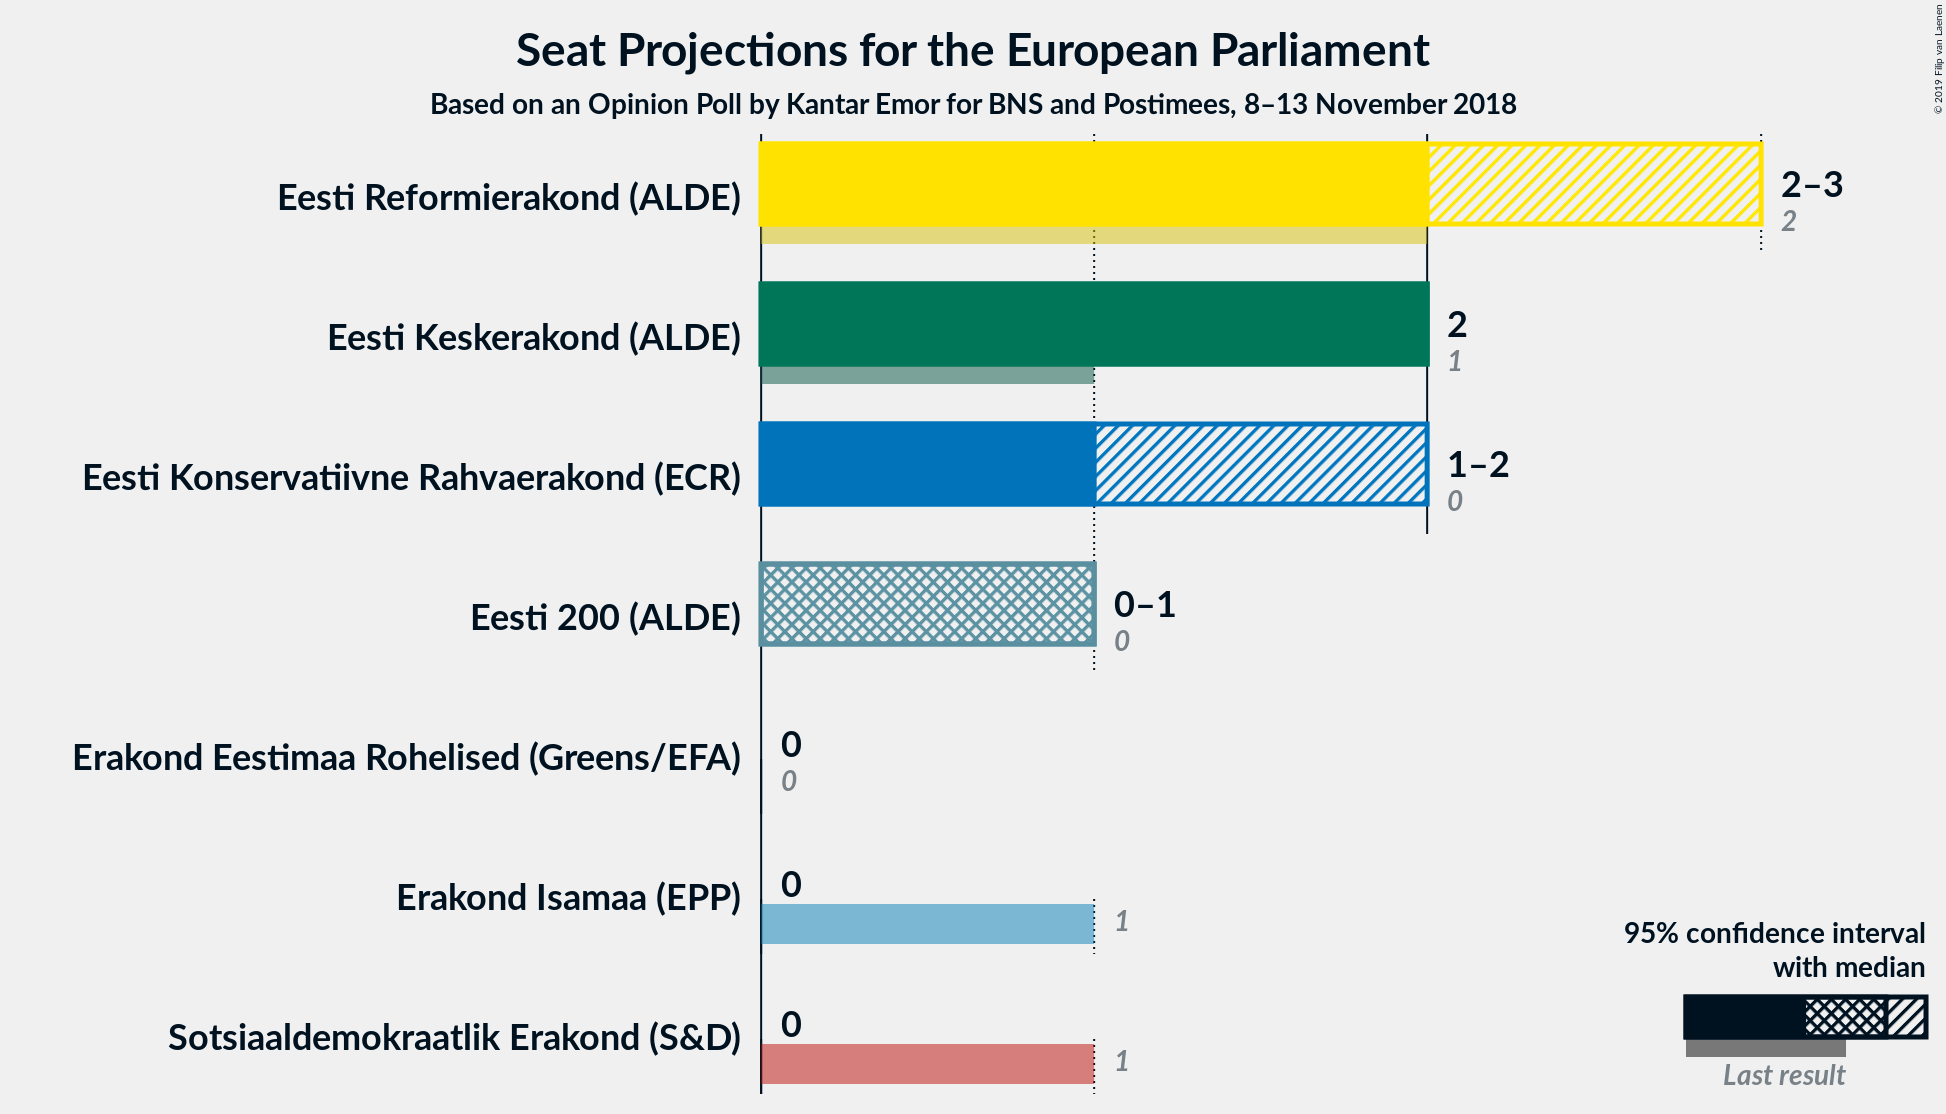 Seat Projections for the European Parliament
Based on an Opinion Poll by Kantar Emor for BNS and Postimees, 8–13 November 2018
© 2019 Filip van Laenen
Eesti Reformierakond (ALDE)
2–3
2
Eesti Keskerakond (ALDE)
2
1
Eesti Konservatiivne Rahvaerakond (ECR)
1–2
0
Eesti 200 (ALDE)
0–1
0
Erakond Eestimaa Rohelised (Greens/EFA)
0
0
Erakond Isamaa (EPP)
0
1
Sotsiaaldemokraatlik Erakond (S&D)
0
1
95% confidence interval
with median
Last result